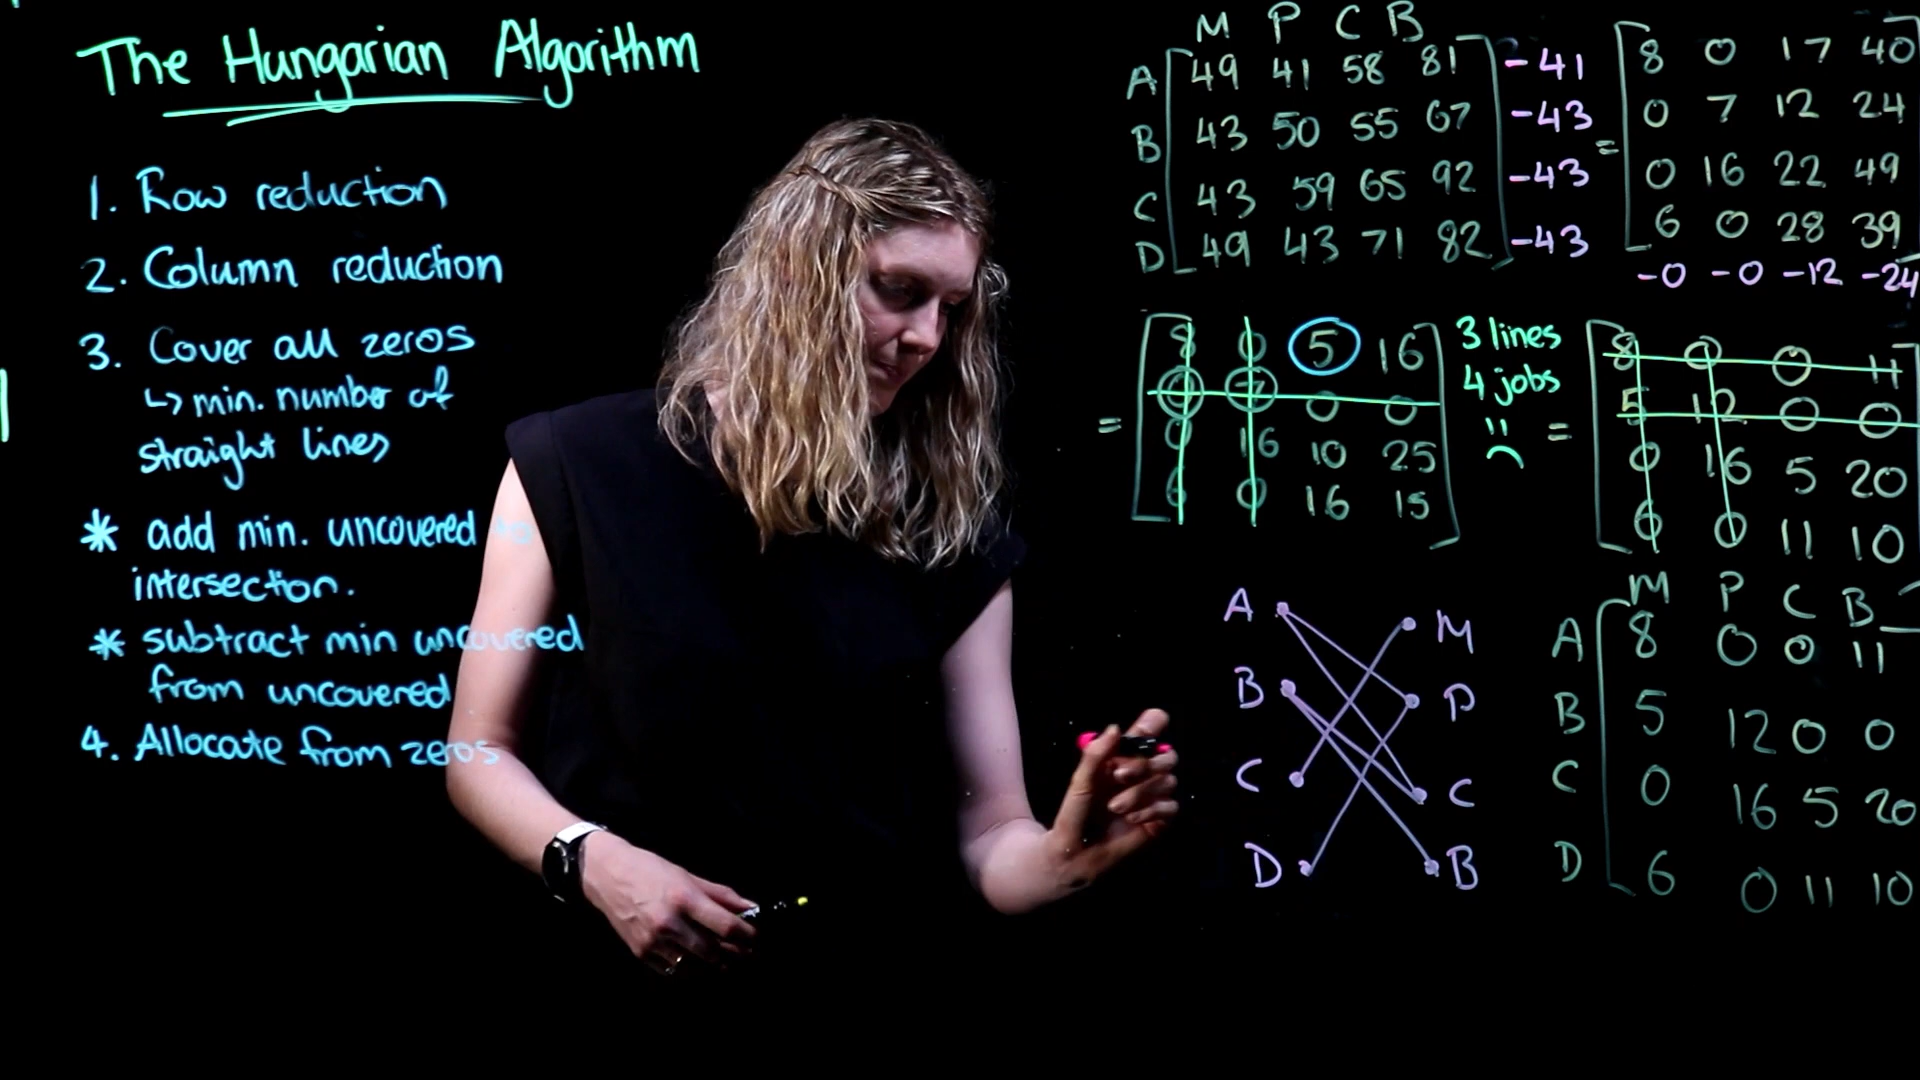 The Hungarian Algorithm
1. Row reduction
2. Column reduction
3. Cover all zeros
↳ min. number of
straight lines
* add min. uncovered to
intersection.
* subtract min uncovered
from uncovered
4. Allocate from zeros
M P C B
A 49 41 58 81 -41
B 43 50 55 67 -43
C 43 59 65 92 -43
D 49 43 71 82 -43
= 8 0 17 40
0 7 12 24
0 16 22 49
6 0 28 39
-0 -0 -12 -24
= 8 0 5 16
0 7 0 0
0 16 10 25
6 0 16 15
3 lines
4 jobs
= 8 0 0 11
5 12 0 0
0 16 5 20
6 0 11 10
A M
B P
C C
D B
M P C B
A 8 0 0 11
B 5 12 0 0
C 0 16 5 20
D 6 0 11 10